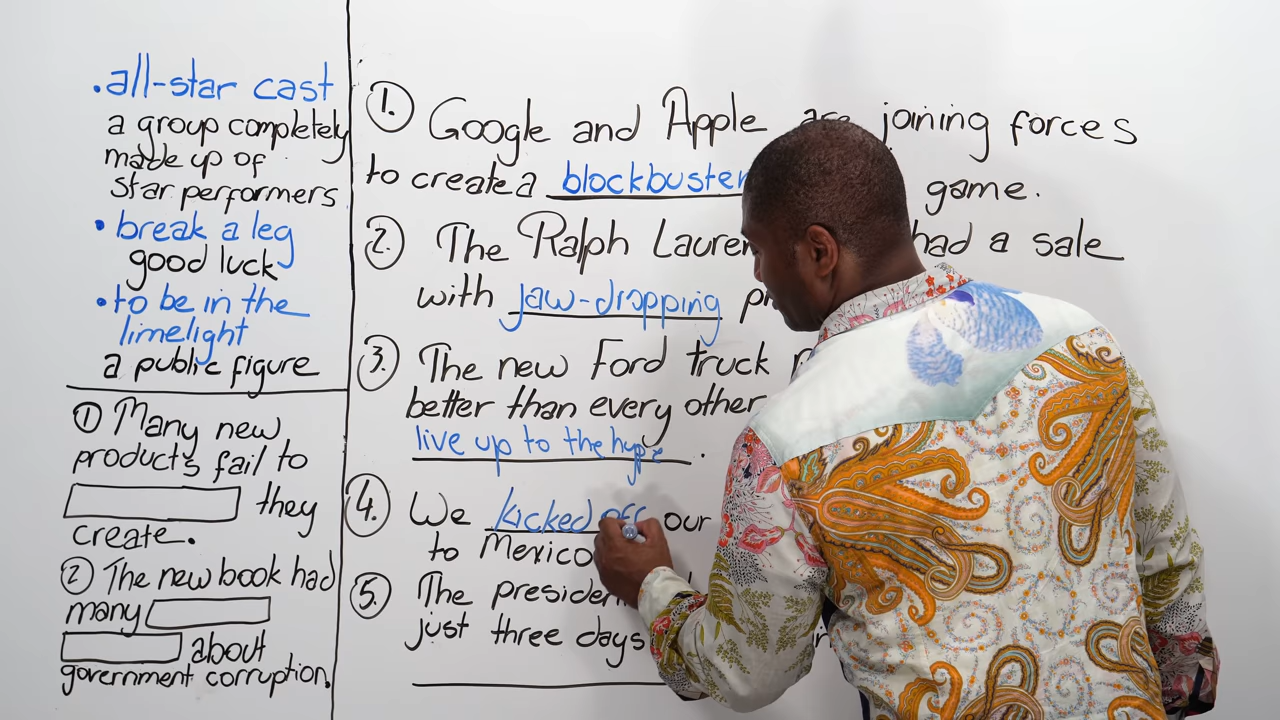 •all-star cast
a group completely
made up of
star performers
•break a leg
good luck
•to be in the
limelight
a public figure
① Many new
products fail to
they
create.
② The new book had
many
about
government corruption.
1. Google and Apple are joining forces
to create a blockbuster game.
2. The Ralph Lauren had a sale
with jaw-dropping
3. The new Ford truck
better than every other
live up to the hype.
4. We kicked off our
to Mexico
5. The president
just three days